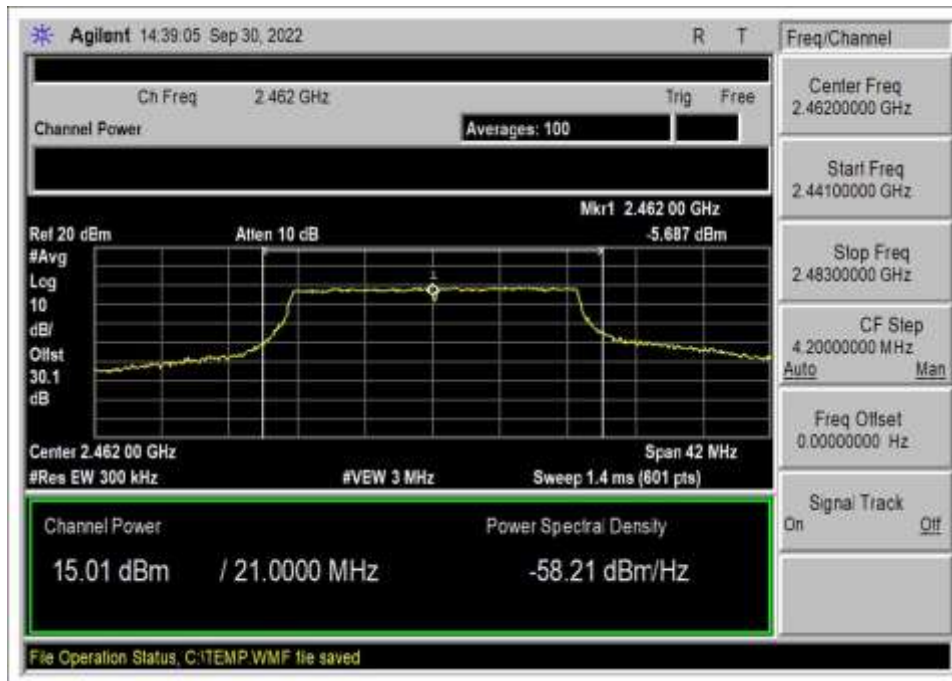 Agilent 14:39:05 Sep 30, 2022 R T
Freq/Channel
Ch Freq 2.462 GHz Trig Free
Channel Power Averages: 100
Center Freq
2.46200000 GHz
Start Freq
2.44100000 GHz
Stop Freq
2.48300000 GHz
CF Step
4.20000000 MHz
Auto Man
Freq Offset
0.00000000 Hz
Signal Track
On Off
Mkr1 2.462 00 GHz
Ref 20 dBm Atten 10 dB -5.687 dBm
#Avg
Log
10
dB/
Offst
30.1
dB
1
Center 2.462 00 GHz Span 42 MHz
#Res BW 300 kHz #VBW 3 MHz Sweep 1.4 ms (601 pts)
Channel Power Power Spectral Density
15.01 dBm / 21.0000 MHz -58.21 dBm/Hz
File Operation Status, C:\TEMP.WMF file saved